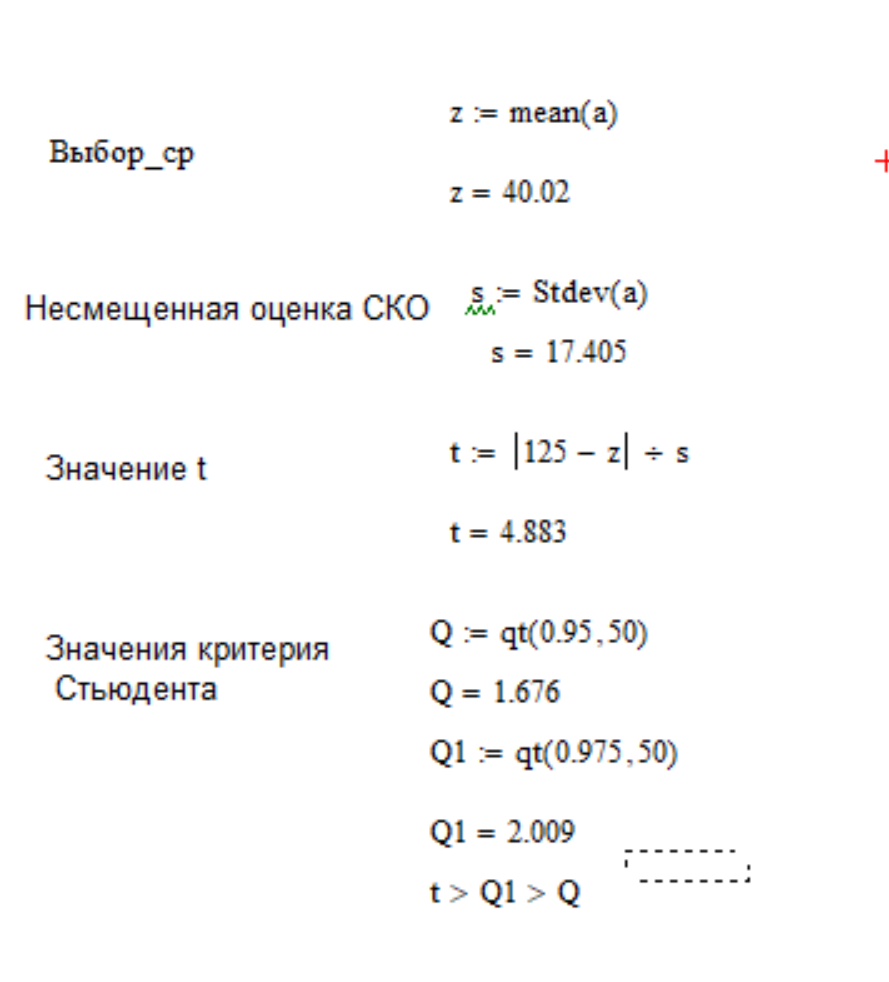 z := mean(a)
Выбор_ср
z = 40.02
Несмещенная оценка СКО s := Stdev(a)
s = 17.405
t := |125 − z| ÷ s
Значение t
t = 4.883
Q := qt(0.95,50)
Значения критерия
Стьюдента
Q = 1.676
Q1 := qt(0.975,50)
Q1 = 2.009
t > Q1 > Q